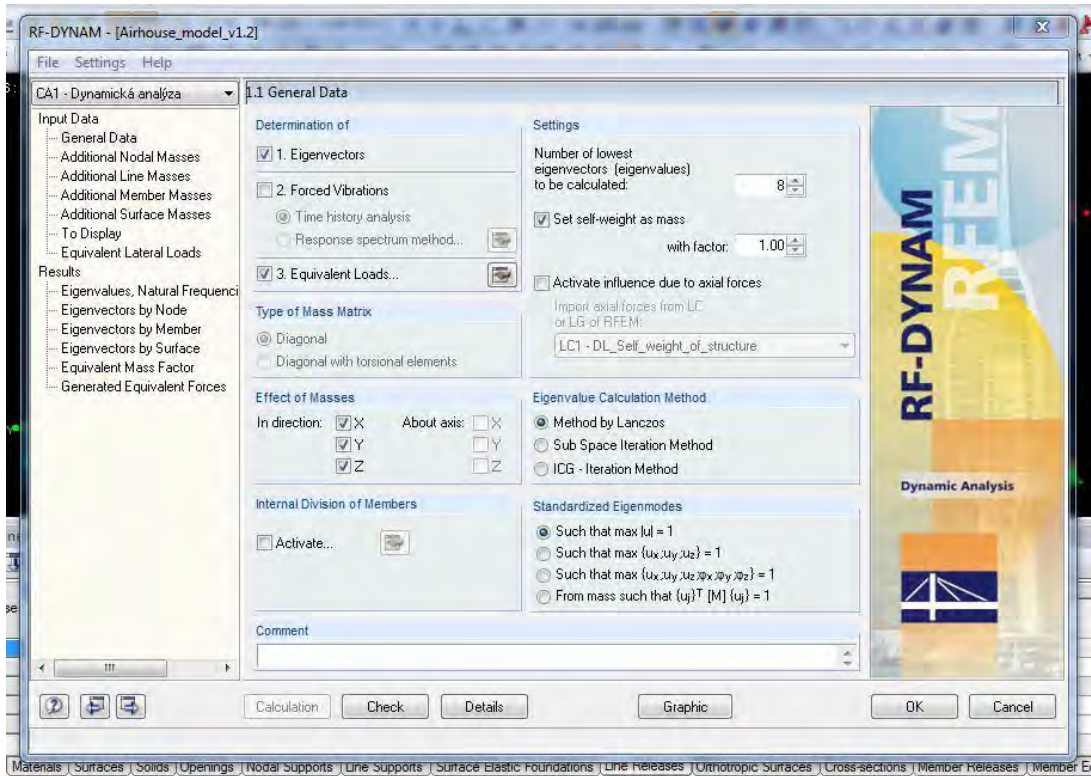 RF-DYNAM - [Airhouse_model_v1.2]
File Settings Help
CA1 - Dynamická analýza
Input Data
General Data
Additional Nodal Masses
Additional Line Masses
Additional Member Masses
Additional Surface Masses
To Display
Equivalent Lateral Loads
Results
Eigenvalues, Natural Frequenci
Eigenvectors by Node
Eigenvectors by Member
Eigenvectors by Surface
Equivalent Mass Factor
Generated Equivalent Forces
1.1 General Data
Determination of
1. Eigenvectors
2. Forced Vibrations
Time history analysis
Response spectrum method...
3. Equivalent Loads...
Type of Mass Matrix
Diagonal
Diagonal with torsional elements
Effect of Masses
In direction: X About axis: X
Y Y
Z Z
Internal Division of Members
Activate...
Settings
Number of lowest
eigenvectors (eigenvalues)
to be calculated: 8
Set self-weight as mass
with factor: 1.00
Activate influence due to axial forces
Import axial forces from LC
or LG of RFEM:
LC1 - DL_Self_weight_of_structure
Eigenvalue Calculation Method
Method by Lanczos
Sub Space Iteration Method
ICG - Iteration Method
Standardized Eigenmodes
Such that max |u| = 1
Such that max {ux;uy;uz} = 1
Such that max {ux;uy;uz;φx;φy;φz} = 1
From mass such that {uj}ᵀ [M] {uj} = 1
Comment
RF-DYNAM
RFEM
Dynamic Analysis
Calculation Check Details Graphic OK Cancel
Materials Surfaces Solids Openings Nodal Supports Line Supports Surface Elastic Foundations Line Releases Orthotropic Surfaces Cross-sections Member Releases Member